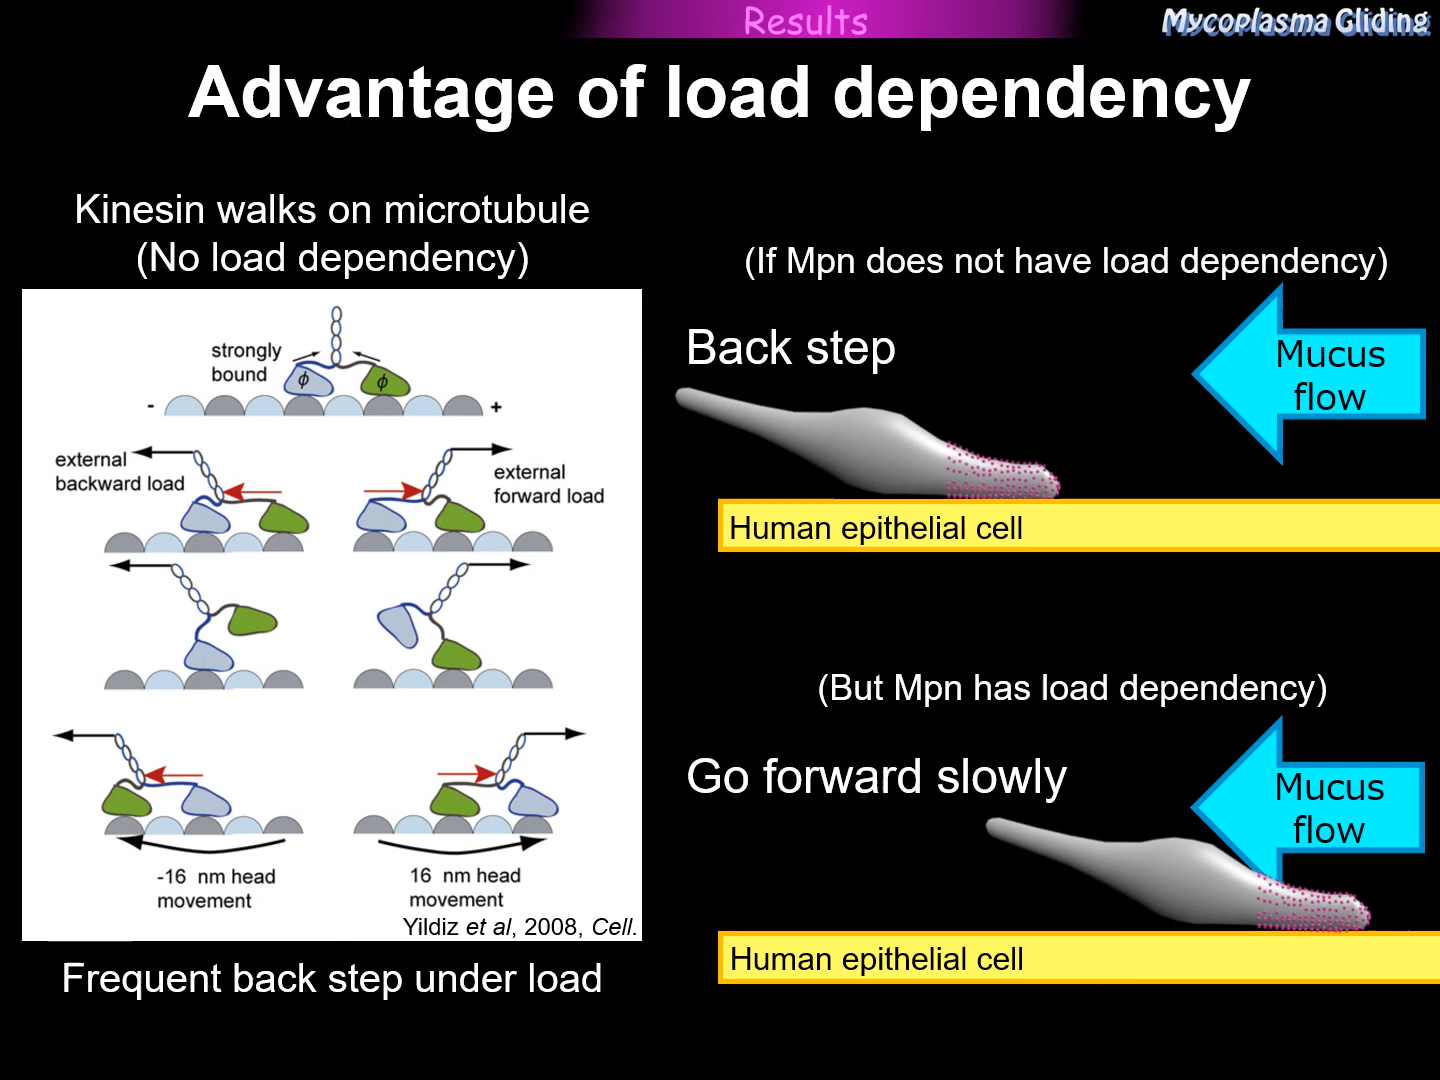 Results
Mycoplasma Gliding
Advantage of load dependency
Kinesin walks on microtubule
(No load dependency)
strongly
bound
ϕ
ϕ
-
+
external
backward load
external
forward load
-16 nm head
movement
16 nm head
movement
Yildiz et al, 2008, Cell.
Frequent back step under load
(If Mpn does not have load dependency)
Back step
Mucus
flow
Human epithelial cell
(But Mpn has load dependency)
Go forward slowly
Mucus
flow
Human epithelial cell